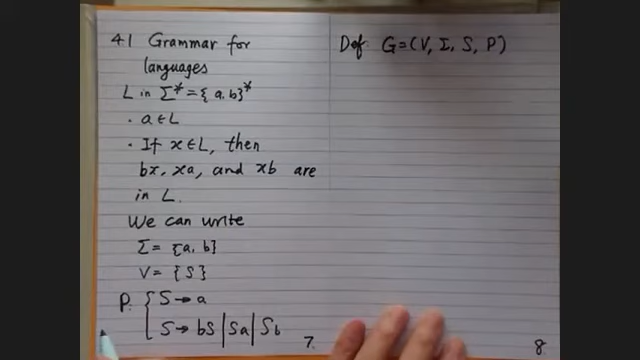 4.1 Grammar for
languages
L in Σ* = {a, b}*
· a ∈ L
· If x ∈ L, then
bx, xa, and xb are
in L.
We can write
Σ = {a, b}
V = {S}
P. { S → a
S → bS | Sa | Sb
7.
Def. G = (V, Σ, S, P)
8